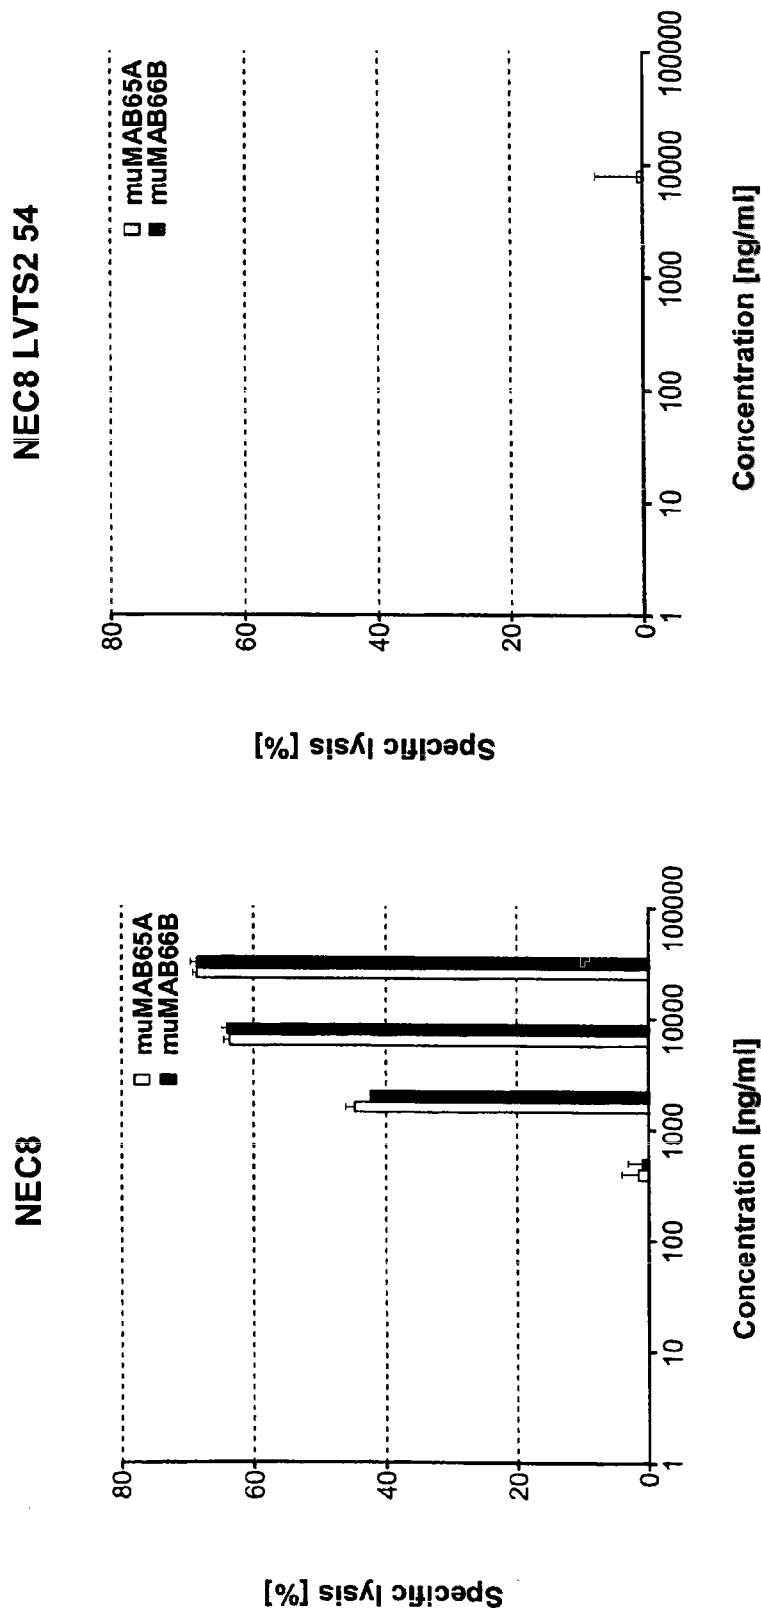 NEC8
muMAB65A
muMAB66B
80
60
40
20
0
Specific lysis [%]
1
10
100
1000
10000
100000
Concentration [ng/ml]
NEC8 LVTS2 54
muMAB65A
muMAB66B
80
60
40
20
0
Specific lysis [%]
1
10
100
1000
10000
100000
Concentration [ng/ml]